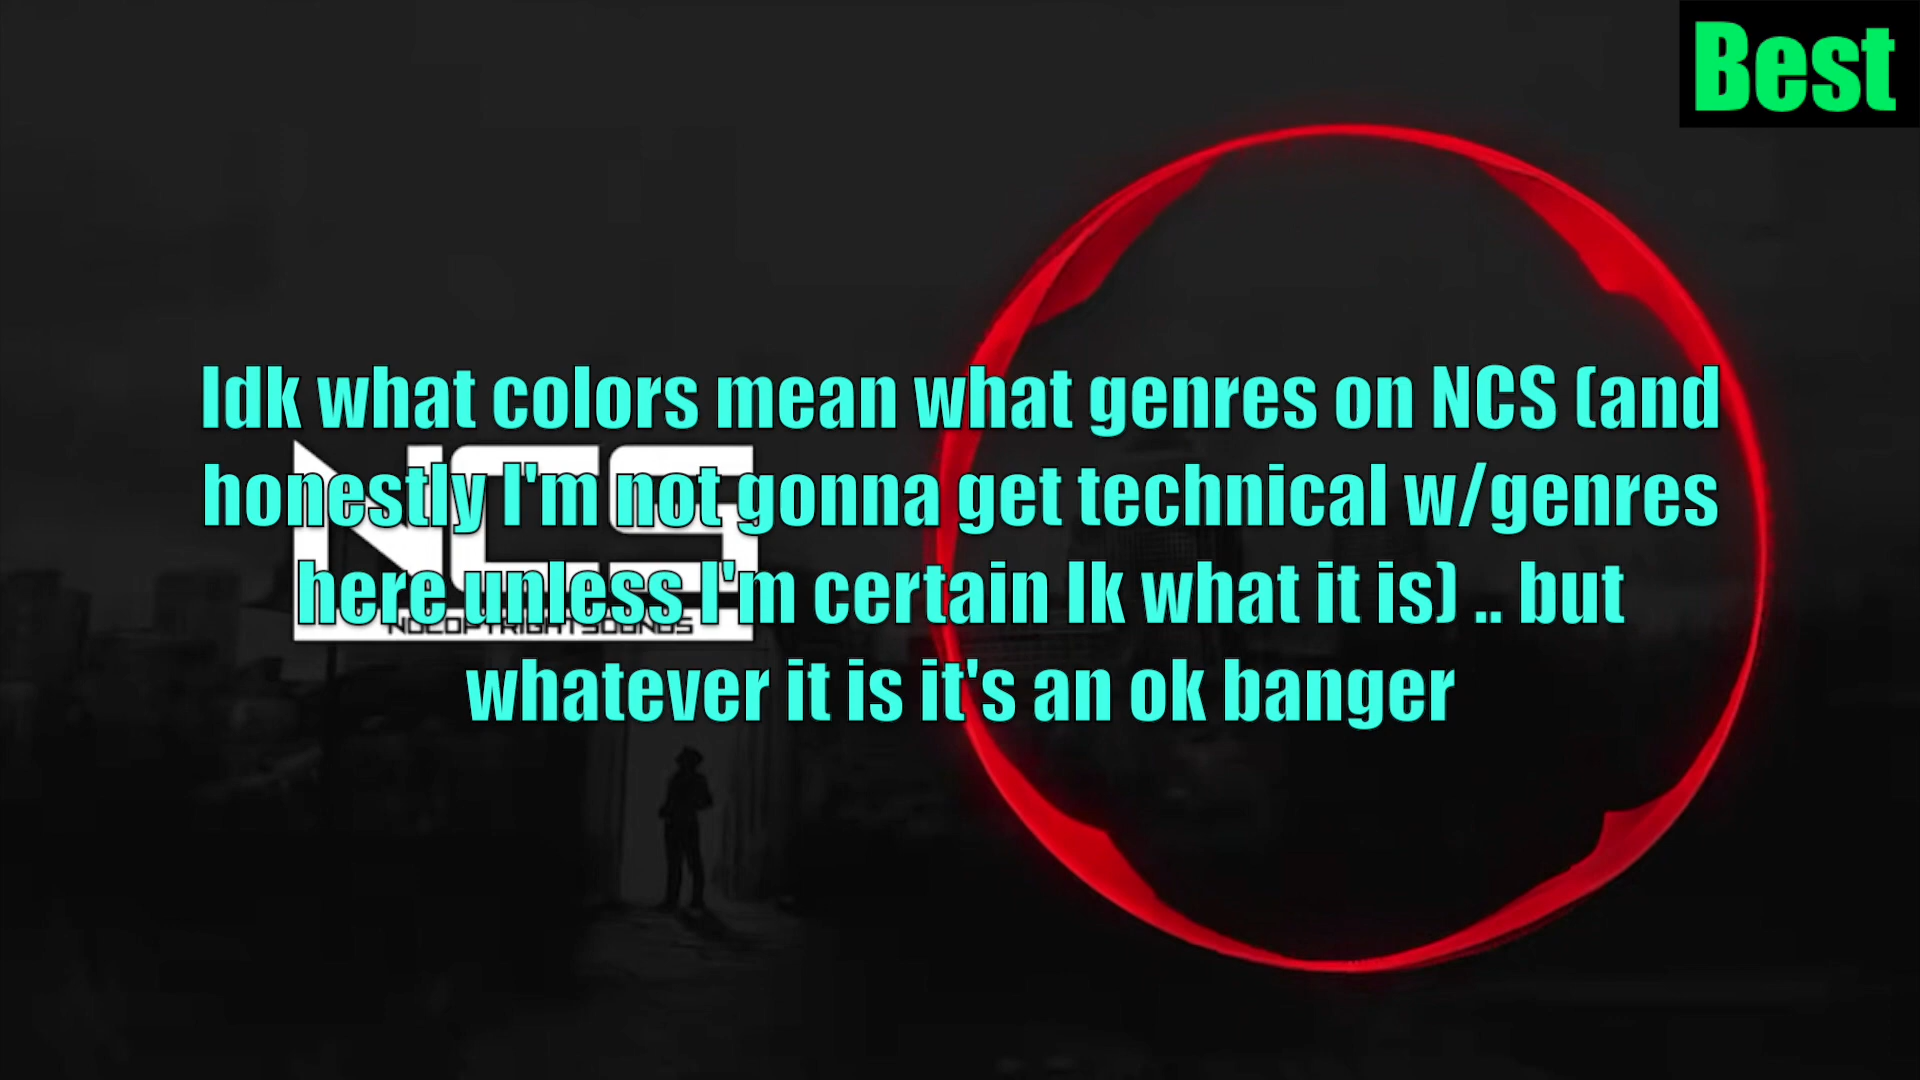 Best
Idk what colors mean what genres on NCS (and
honestly I'm not gonna get technical w/genres
here unless I'm certain Ik what it is) .. but
whatever it is it's an ok banger
NCS
NOCOPYRIGHTSOUNDS